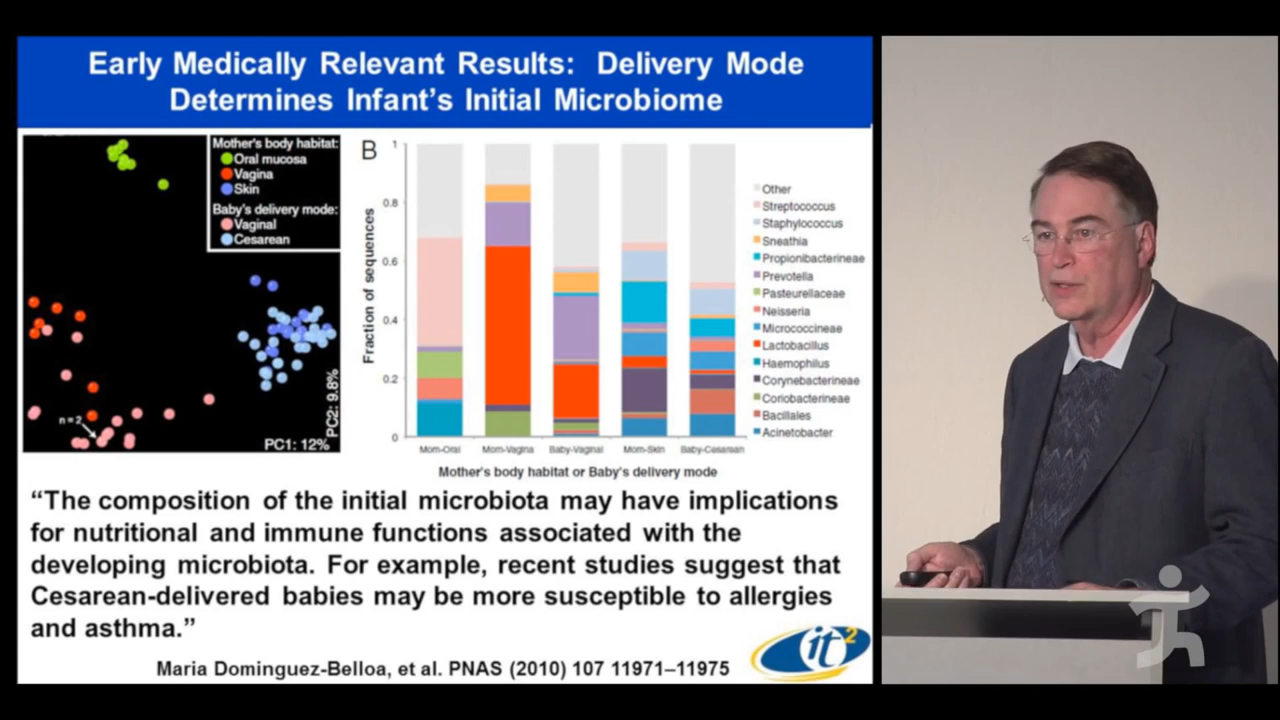 Early Medically Relevant Results: Delivery Mode
Determines Infant's Initial Microbiome
Mother's body habitat:
Oral mucosa
Vagina
Skin
Baby's delivery mode:
Vaginal
Cesarean
n=2
PC1: 12%
PC2: 9.8%
B
Fraction of sequences
1
0.8
0.6
0.4
0.2
0
Mom-Oral
Mom-Vagina
Baby-Vaginal
Mom-Skin
Baby-Cesarean
Mother's body habitat or Baby's delivery mode
Other
Streptococcus
Staphylococcus
Sneathia
Propionibacterineae
Prevotella
Pasteurellaceae
Neisseria
Micrococcineae
Lactobacillus
Haemophilus
Corynebacterineae
Coriobacterineae
Bacillales
Acinetobacter
“The composition of the initial microbiota may have implications
for nutritional and immune functions associated with the
developing microbiota. For example, recent studies suggest that
Cesarean-delivered babies may be more susceptible to allergies
and asthma.”
Maria Dominguez-Belloa, et al. PNAS (2010) 107 11971–11975
it2